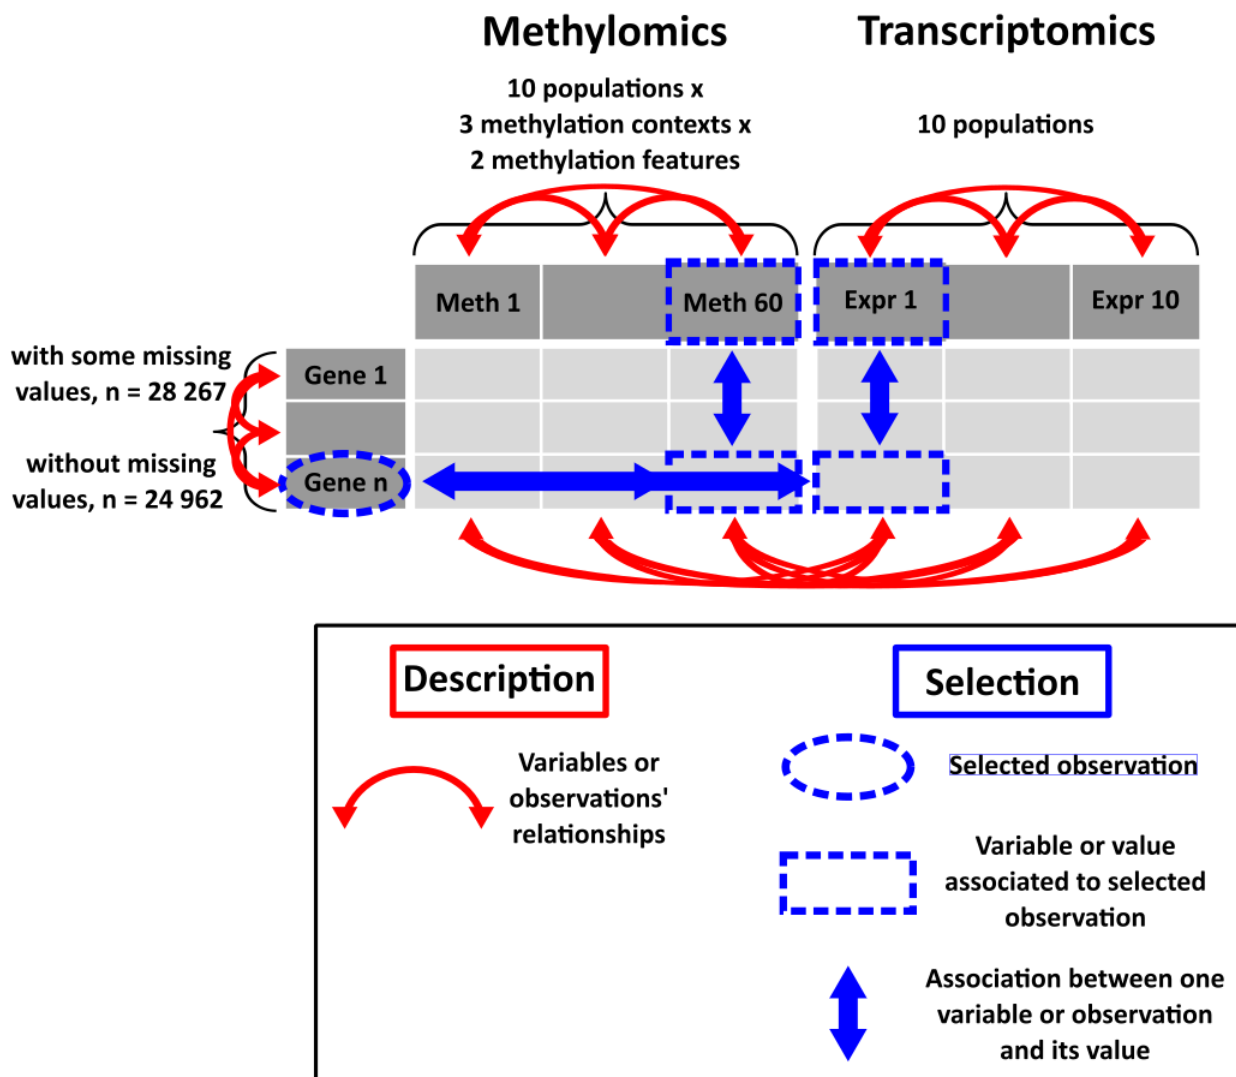 Methylomics
Transcriptomics
10 populations x
3 methylation contexts x
2 methylation features
10 populations
Meth 1
Meth 60
Expr 1
Expr 10
with some missing
values, n = 28 267
Gene 1
without missing
values, n = 24 962
Gene n
Description
Selection
Variables or
observations'
relationships
Selected observation
Variable or value
associated to selected
observation
Association between one
variable or observation
and its value